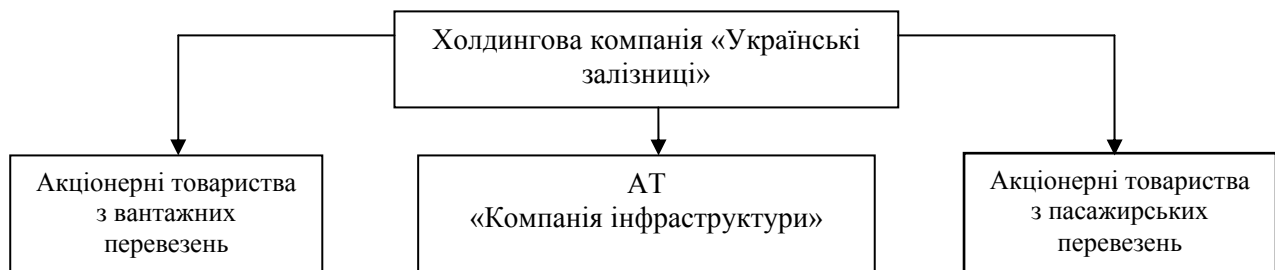 Холдингова компанія «Українські
залізниці»
Акціонерні товариства
з вантажних
перевезень
АТ
«Компанія інфраструктури»
Акціонерні товариства
з пасажирських
перевезень